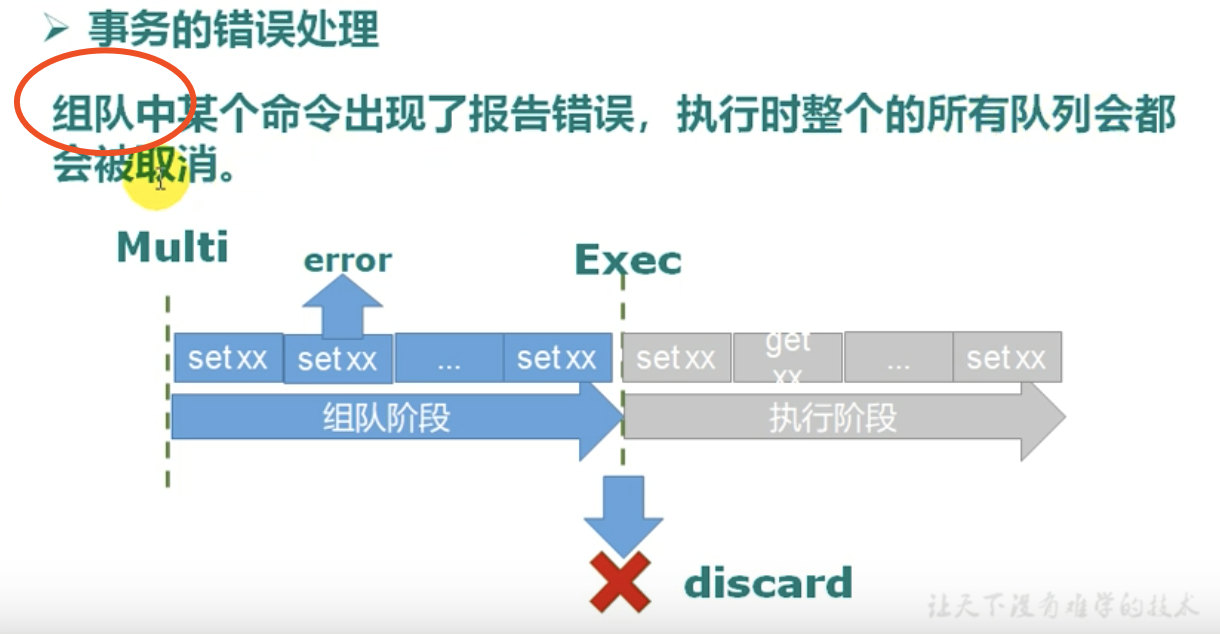 ➢ 事务的错误处理
组队中某个命令出现了报告错误，执行时整个的所有队列会都
会被取消。
Multi
error
Exec
set xx
set xx
...
set xx
set xx
get
xx
...
set xx
组队阶段
执行阶段
discard
让天下没有难学的技术